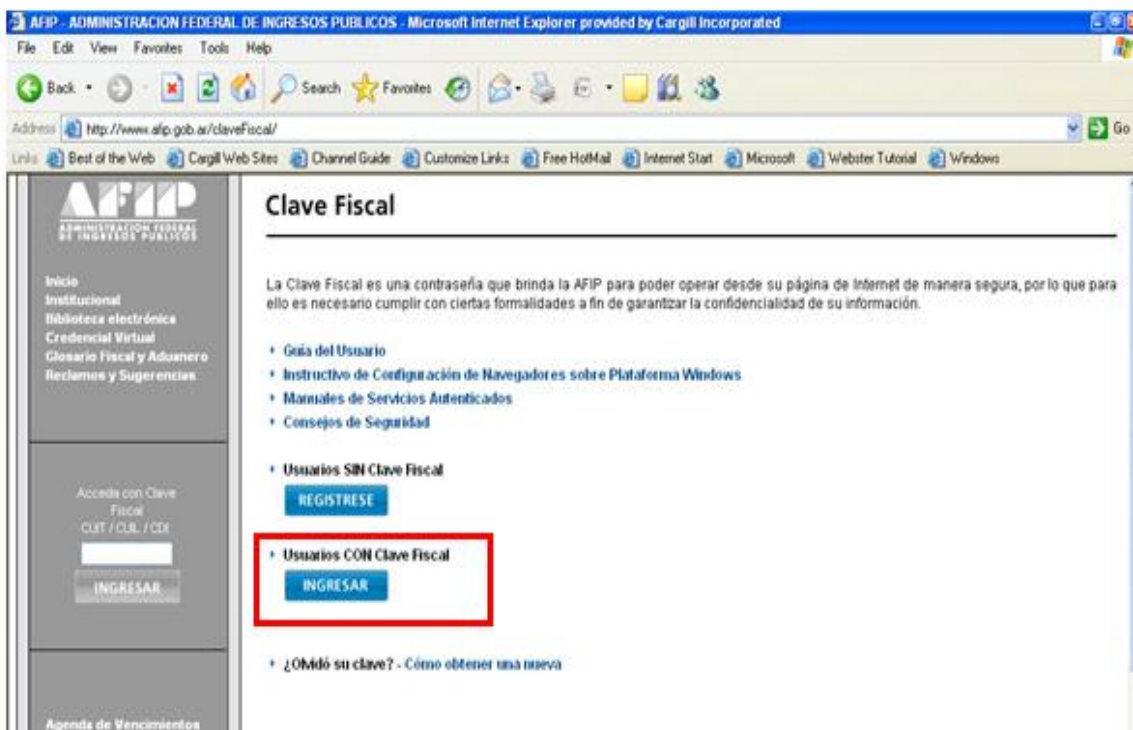 AFIP - ADMINISTRACION FEDERAL DE INGRESOS PUBLICOS - Microsoft Internet Explorer provided by Cargill Incorporated
File Edit View Favorites Tools Help
Back Search Favorites
Address http://www.afip.gob.ar/claveFiscal/ Go
Links Best of the Web Cargill Web Sites Channel Guide Customize Links Free HotMail Internet Start Microsoft Webster Tutorial Windows
AFIP
ADMINISTRACION FEDERAL
DE INGRESOS PUBLICOS
Inicio
Institucional
Biblioteca electrónica
Credencial Virtual
Glosario Fiscal y Aduanero
Reclamos y Sugerencias
Acceda con Clave
Fiscal
CUIT / CUIL / CDI
INGRESAR
Agenda de Vencimientos
Clave Fiscal
La Clave Fiscal es una contraseña que brinda la AFIP para poder operar desde su página de Internet de manera segura, por lo que para
ello es necesario cumplir con ciertas formalidades a fin de garantizar la confidencialidad de su información.
Guía del Usuario
Instructivo de Configuración de Navegadores sobre Plataforma Windows
Manuales de Servicios Autenticados
Consejos de Seguridad
Usuarios SIN Clave Fiscal
REGISTRESE
Usuarios CON Clave Fiscal
INGRESAR
¿Olvidó su clave? - Cómo obtener una nueva